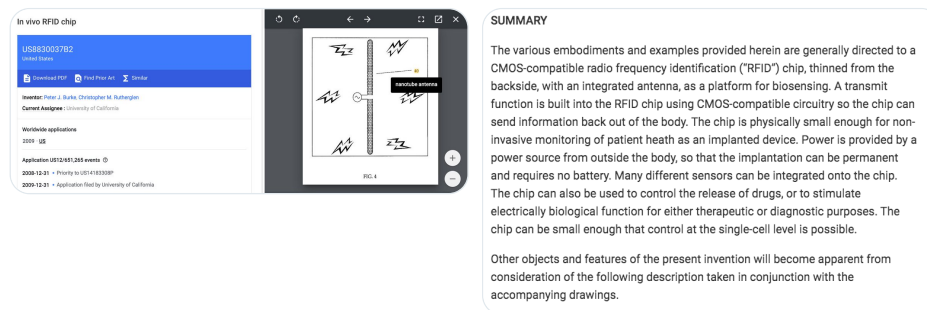 In vivo RFID chip
US8830037B2
United States
Download PDF Find Prior Art Similar
Inventor: Peter J. Burke, Christopher M. Rutherglen
Current Assignee : University of California
Worldwide applications
2009 · US
Application US12/651,265 events
2008-12-31 • Priority to US14183308P
2009-12-31 • Application filed by University of California
nanotube antenna
FIG. 4
SUMMARY
The various embodiments and examples provided herein are generally directed to a
CMOS-compatible radio frequency identification ("RFID") chip, thinned from the
backside, with an integrated antenna, as a platform for biosensing. A transmit
function is built into the RFID chip using CMOS-compatible circuitry so the chip can
send information back out of the body. The chip is physically small enough for non-
invasive monitoring of patient heath as an implanted device. Power is provided by a
power source from outside the body, so that the implantation can be permanent
and requires no battery. Many different sensors can be integrated onto the chip.
The chip can also be used to control the release of drugs, or to stimulate
electrically biological function for either therapeutic or diagnostic purposes. The
chip can be small enough that control at the single-cell level is possible.
Other objects and features of the present invention will become apparent from
consideration of the following description taken in conjunction with the
accompanying drawings.